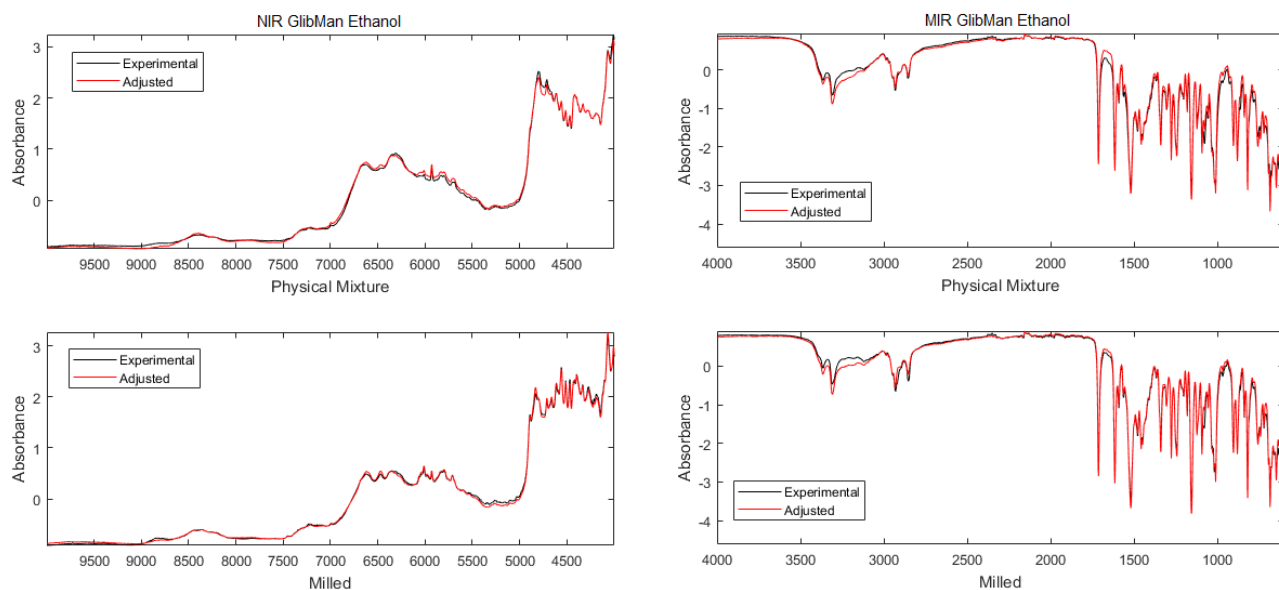 NIR GlibMan Ethanol
3
2
1
0
Absorbance
Experimental
Adjusted
9500 9000 8500 8000 7500 7000 6500 6000 5500 5000 4500
Physical Mixture
MIR GlibMan Ethanol
0
-1
-2
-3
-4
Absorbance
Experimental
Adjusted
4000 3500 3000 2500 2000 1500 1000
Physical Mixture
3
2
1
0
Absorbance
Experimental
Adjusted
9500 9000 8500 8000 7500 7000 6500 6000 5500 5000 4500
Milled
0
-1
-2
-3
-4
Absorbance
Experimental
Adjusted
4000 3500 3000 2500 2000 1500 1000
Milled